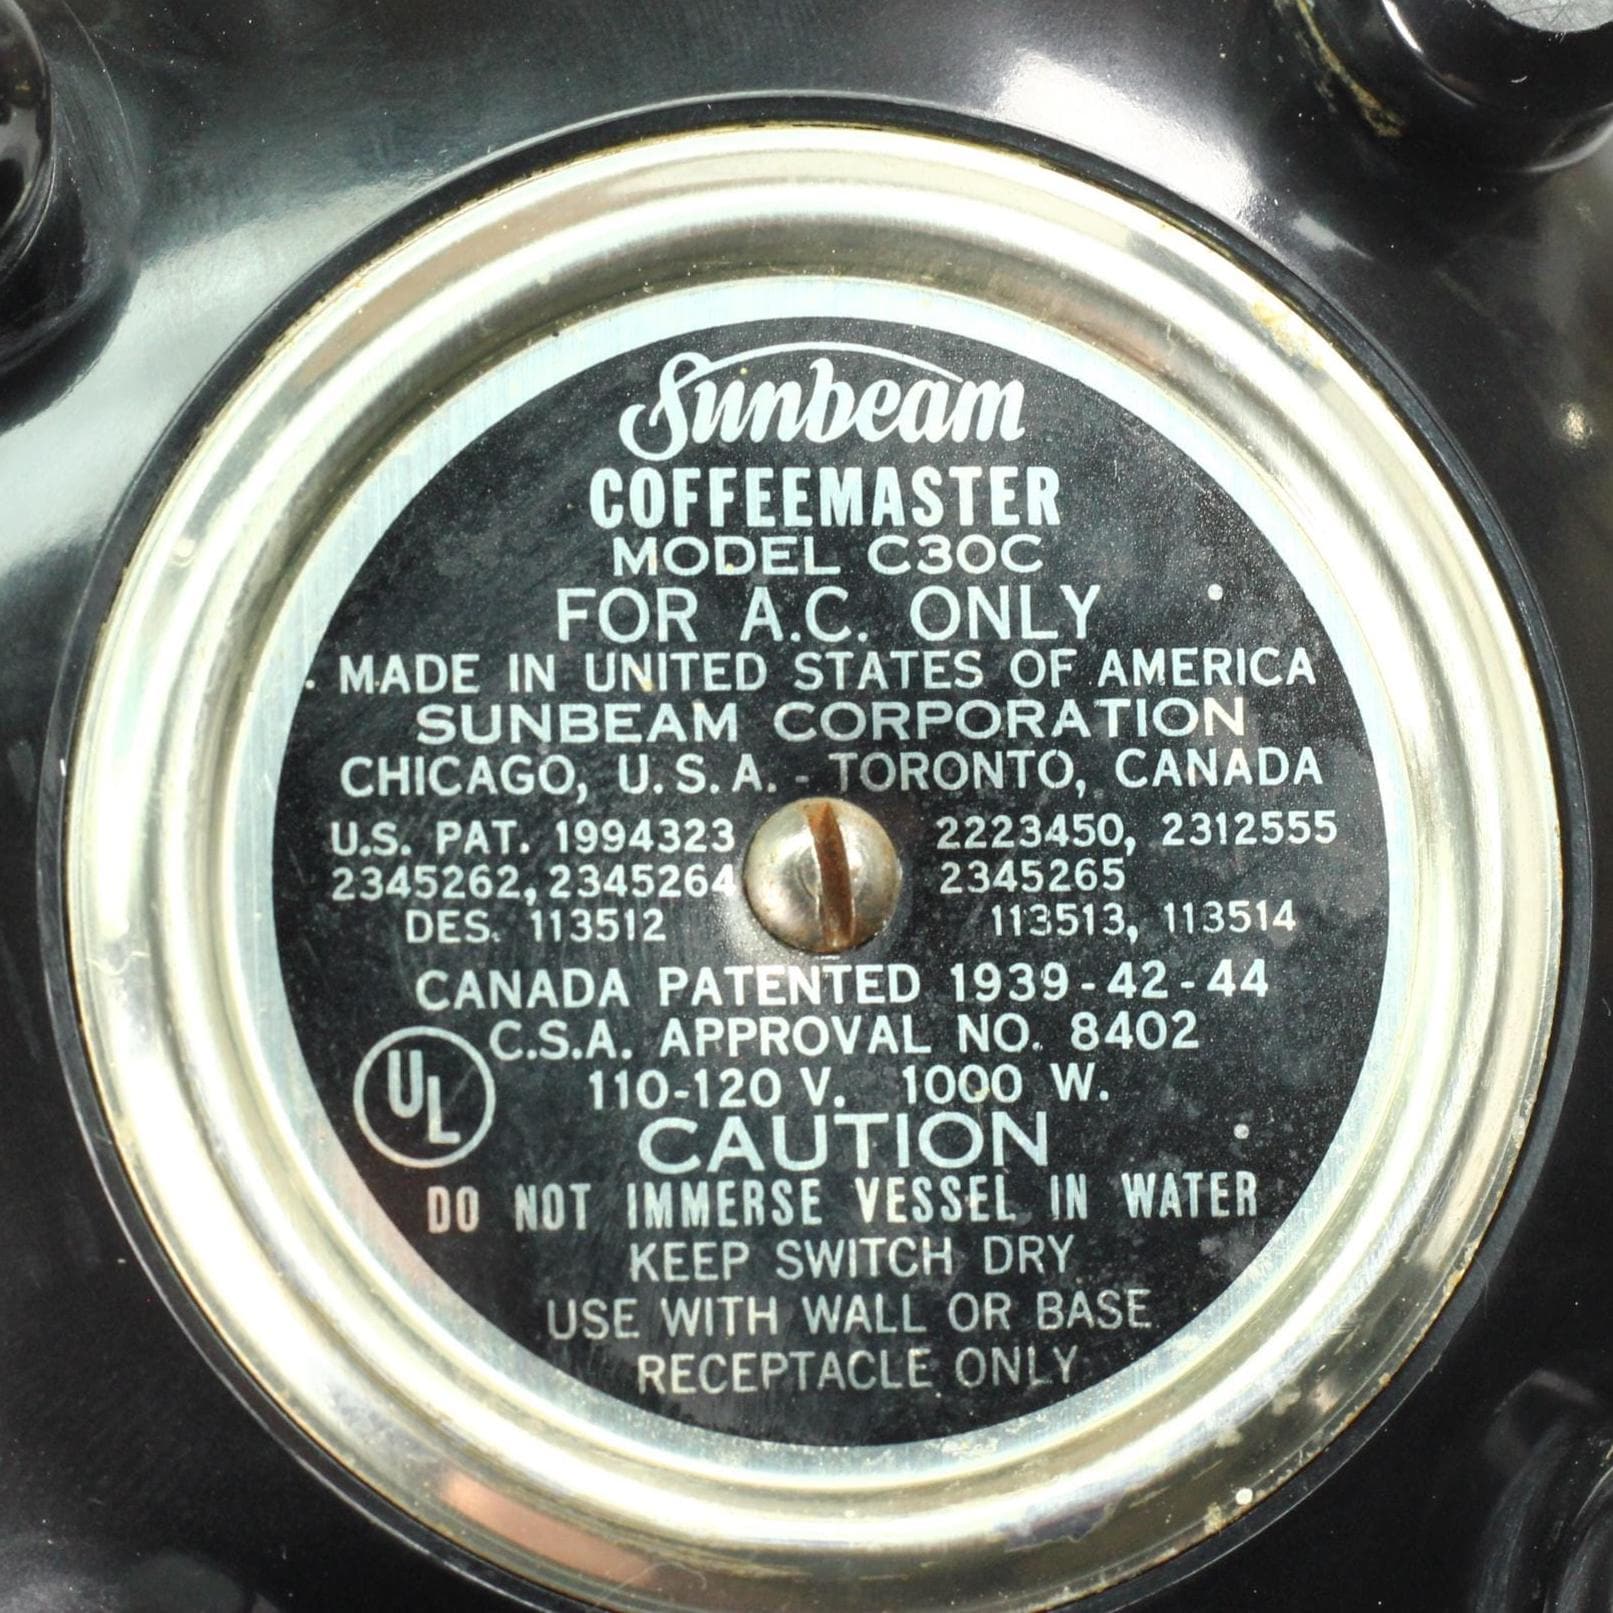 Sunbeam
COFFEEMASTER
MODEL C30C
FOR A.C. ONLY
MADE IN UNITED STATES OF AMERICA
SUNBEAM CORPORATION
CHICAGO, U.S.A. - TORONTO, CANADA
U.S. PAT. 1994323 2223450, 2312555
2345262, 2345264 2345265
DES. 113512 113513, 113514
CANADA PATENTED 1939-42-44
C.S.A. APPROVAL NO. 8402
UL 110-120 V. 1000 W.
CAUTION
DO NOT IMMERSE VESSEL IN WATER
KEEP SWITCH DRY
USE WITH WALL OR BASE
RECEPTACLE ONLY